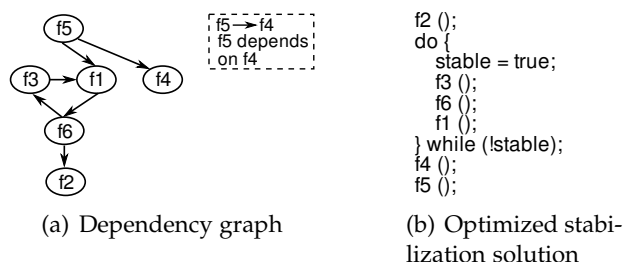 f5
f3
f1
f4
f6
f2
f5→f4
f5 depends
on f4
(a) Dependency graph
f2 ();
do {
stable = true;
f3 ();
f6 ();
f1 ();
} while (!stable);
f4 ();
f5 ();
(b) Optimized stabi-
lization solution